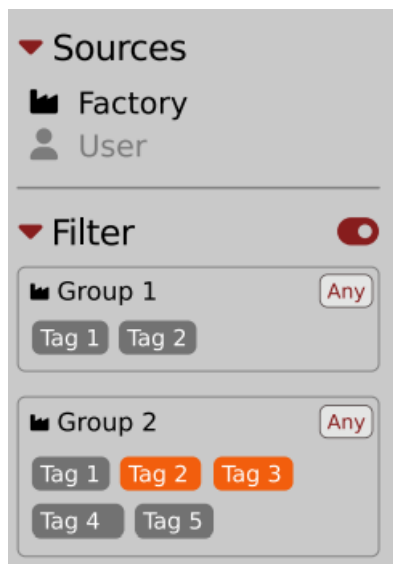 Sources
Factory
User
Filter
Group 1 Any
Tag 1 Tag 2
Group 2 Any
Tag 1 Tag 2 Tag 3
Tag 4 Tag 5